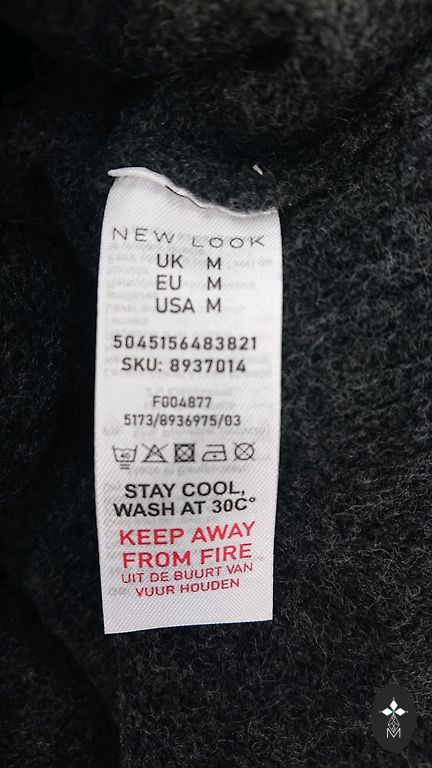 NEW LOOK
UK M
EU M
USA M
5045156483821
SKU: 8937014
F004877
5173/8936975/03
40
STAY COOL,
WASH AT 30C°
KEEP AWAY
FROM FIRE
UIT DE BUURT VAN
VUUR HOUDEN
M